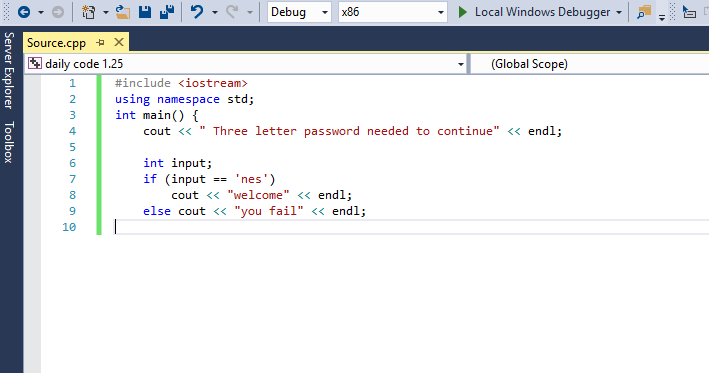 Debug x86 Local Windows Debugger
Server Explorer
Toolbox
Source.cpp
daily code 1.25 (Global Scope)
1 #include <iostream>
2 using namespace std;
3 int main() {
4 cout << " Three letter password needed to continue" << endl;
5
6 int input;
7 if (input == 'nes')
8 cout << "welcome" << endl;
9 else cout << "you fail" << endl;
10